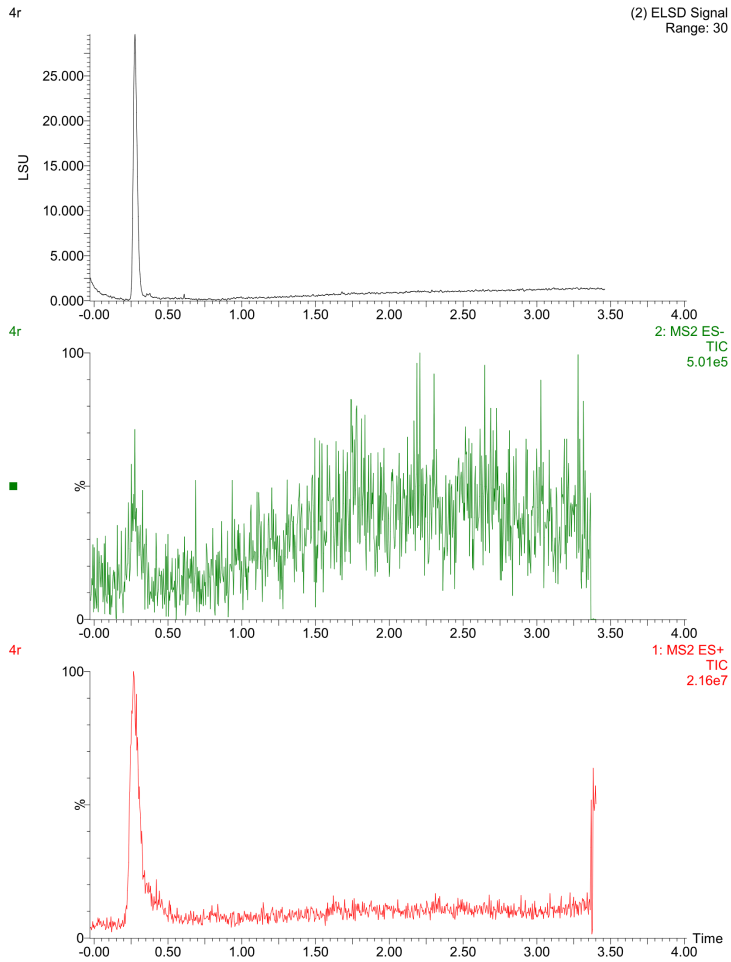 4r
(2) ELSD Signal
Range: 30
LSU
25.000
20.000
15.000
10.000
5.000
0.000
-0.00 0.50 1.00 1.50 2.00 2.50 3.00 3.50 4.00
4r
2: MS2 ES-
TIC
5.01e5
100
%
0
-0.00 0.50 1.00 1.50 2.00 2.50 3.00 3.50 4.00
4r
1: MS2 ES+
TIC
2.16e7
100
%
0
Time
-0.00 0.50 1.00 1.50 2.00 2.50 3.00 3.50 4.00